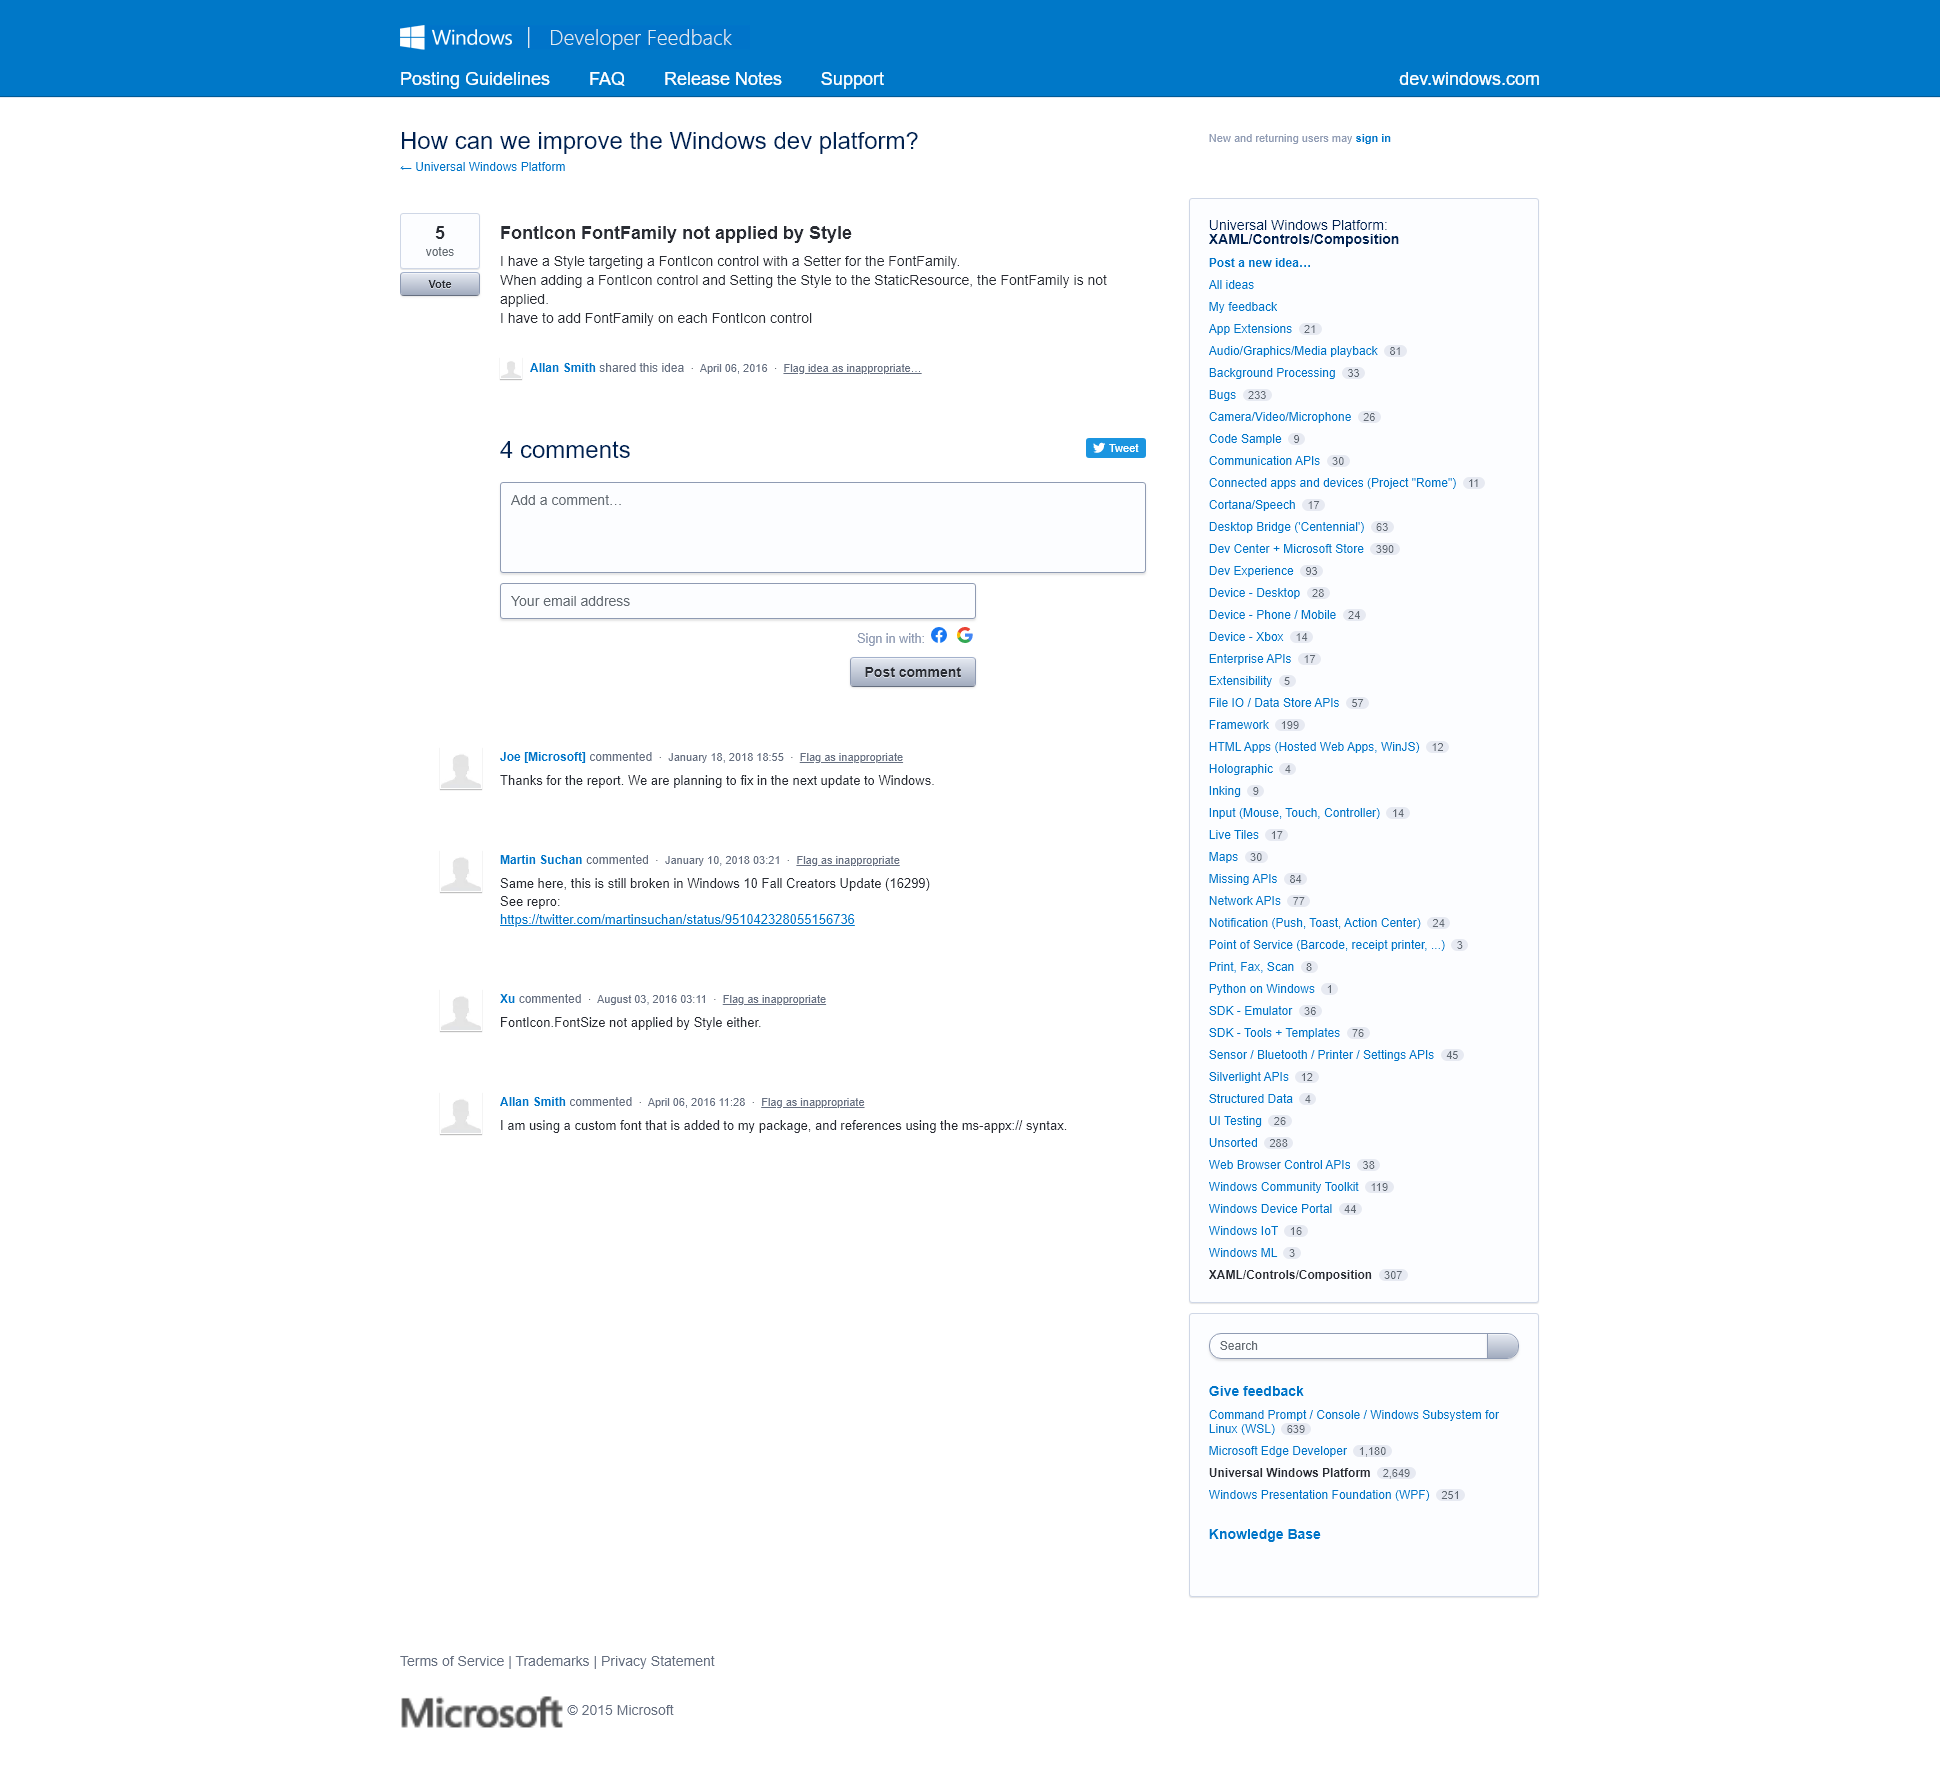 Windows | Developer Feedback
Posting Guidelines FAQ Release Notes Support dev.windows.com
How can we improve the Windows dev platform?
← Universal Windows Platform
New and returning users may sign in
5
votes
Vote
FontIcon FontFamily not applied by Style
I have a Style targeting a FontIcon control with a Setter for the FontFamily.
When adding a FontIcon control and Setting the Style to the StaticResource, the FontFamily is not
applied.
I have to add FontFamily on each FontIcon control
Allan Smith shared this idea · April 06, 2016 · Flag idea as inappropriate…
4 comments
Tweet
Add a comment…
Your email address
Sign in with:
Post comment
Joe [Microsoft] commented · January 18, 2018 18:55 · Flag as inappropriate
Thanks for the report. We are planning to fix in the next update to Windows.
Martin Suchan commented · January 10, 2018 03:21 · Flag as inappropriate
Same here, this is still broken in Windows 10 Fall Creators Update (16299)
See repro:
https://twitter.com/martinsuchan/status/951042328055156736
Xu commented · August 03, 2016 03:11 · Flag as inappropriate
FontIcon.FontSize not applied by Style either.
Allan Smith commented · April 06, 2016 11:28 · Flag as inappropriate
I am using a custom font that is added to my package, and references using the ms-appx:// syntax.
Universal Windows Platform:
XAML/Controls/Composition
Post a new idea…
All ideas
My feedback
App Extensions 21
Audio/Graphics/Media playback 81
Background Processing 33
Bugs 233
Camera/Video/Microphone 26
Code Sample 9
Communication APIs 30
Connected apps and devices (Project "Rome") 11
Cortana/Speech 17
Desktop Bridge ('Centennial') 63
Dev Center + Microsoft Store 390
Dev Experience 93
Device - Desktop 28
Device - Phone / Mobile 24
Device - Xbox 14
Enterprise APIs 17
Extensibility 5
File IO / Data Store APIs 57
Framework 199
HTML Apps (Hosted Web Apps, WinJS) 12
Holographic 4
Inking 9
Input (Mouse, Touch, Controller) 14
Live Tiles 17
Maps 30
Missing APIs 84
Network APIs 77
Notification (Push, Toast, Action Center) 24
Point of Service (Barcode, receipt printer, ...) 3
Print, Fax, Scan 8
Python on Windows 1
SDK - Emulator 36
SDK - Tools + Templates 76
Sensor / Bluetooth / Printer / Settings APIs 45
Silverlight APIs 12
Structured Data 4
UI Testing 26
Unsorted 288
Web Browser Control APIs 38
Windows Community Toolkit 119
Windows Device Portal 44
Windows IoT 16
Windows ML 3
XAML/Controls/Composition 307
Search
Give feedback
Command Prompt / Console / Windows Subsystem for
Linux (WSL) 639
Microsoft Edge Developer 1,180
Universal Windows Platform 2,649
Windows Presentation Foundation (WPF) 251
Knowledge Base
Terms of Service | Trademarks | Privacy Statement
Microsoft © 2015 Microsoft